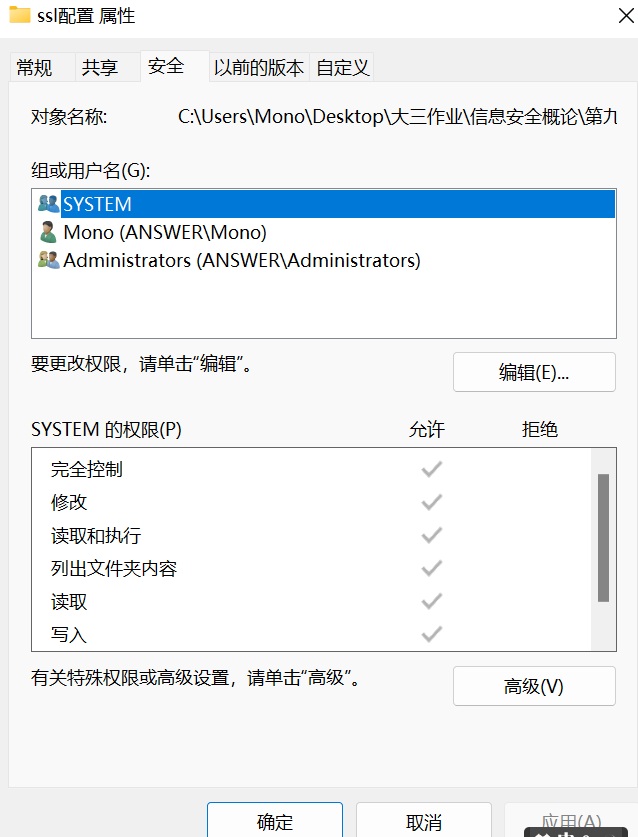 ssl配置 属性
常规 共享 安全 以前的版本 自定义
对象名称: C:\Users\Mono\Desktop\大三作业\信息安全概论\第九
组或用户名(G):
SYSTEM
Mono (ANSWER\Mono)
Administrators (ANSWER\Administrators)
要更改权限，请单击“编辑”。 编辑(E)...
SYSTEM 的权限(P) 允许 拒绝
完全控制
修改
读取和执行
列出文件夹内容
读取
写入
有关特殊权限或高级设置，请单击“高级”。 高级(V)
确定 取消 应用(A)